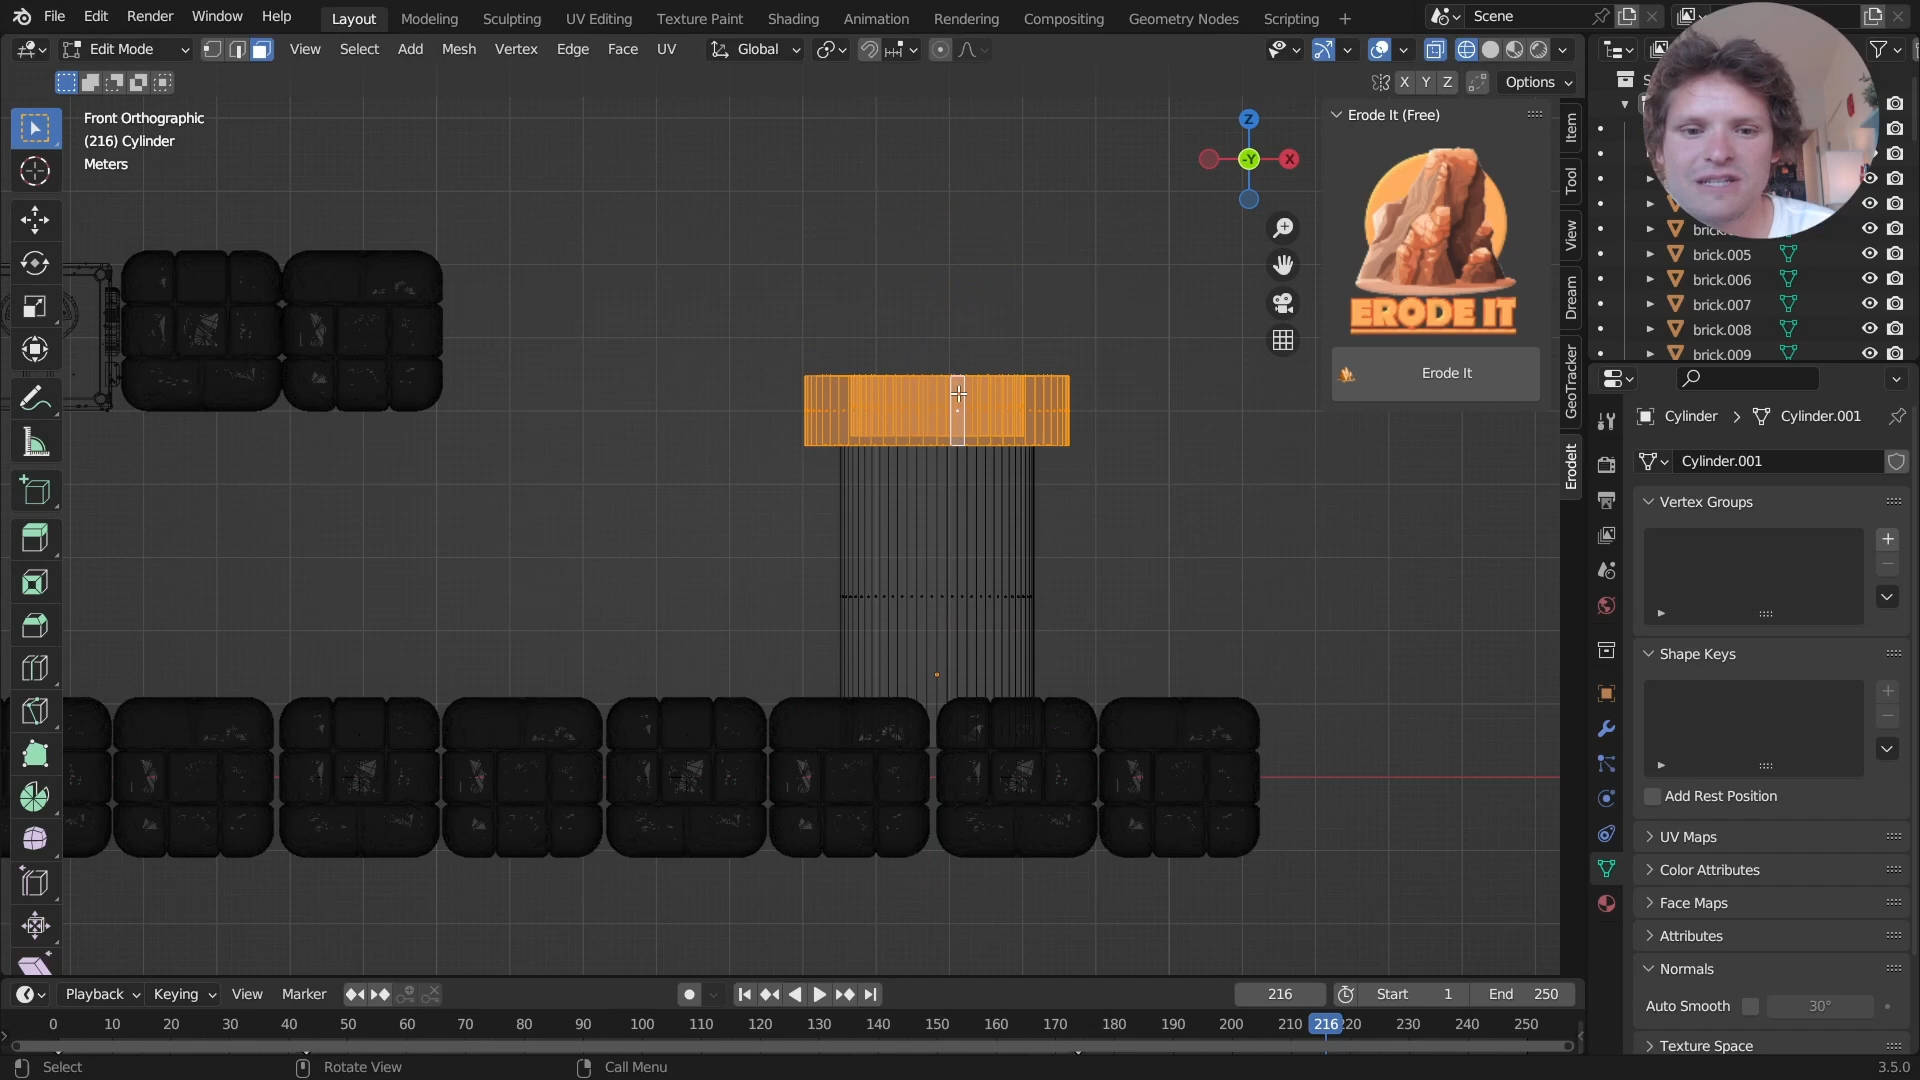 File Edit Render Window Help Layout Modeling Sculpting UV Editing Texture Paint Shading Animation Rendering Compositing Geometry Nodes Scripting + Scene
Edit Mode View Select Add Mesh Vertex Edge Face UV Global
X Y Z Options
Front Orthographic
(216) Cylinder
Meters
Z
-Y
X
Erode It (Free)
ERODE IT
Erode It
Item
Tool
View
Dream
GeoTracker
ErodeIt
brick.005
brick.006
brick.007
brick.008
brick.009
Cylinder > Cylinder.001
Cylinder.001
Vertex Groups
Shape Keys
Add Rest Position
UV Maps
Color Attributes
Face Maps
Attributes
Normals
Auto Smooth 30°
Texture Space
Playback Keying View Marker 216 Start 1 End 250
0 10 20 30 40 50 60 70 80 90 100 110 120 130 140 150 160 170 180 190 200 210 216 220 230 240 250
Select Rotate View Call Menu 3.5.0